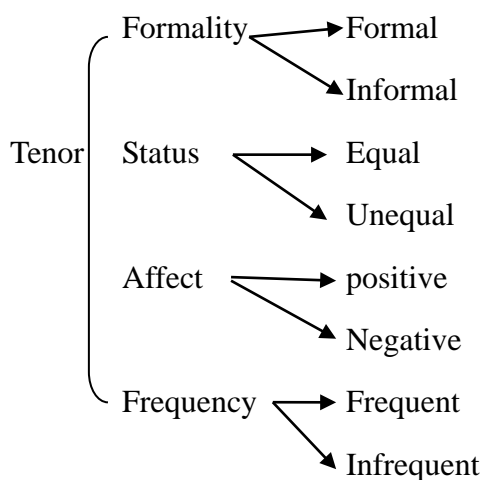 Formality Formal
Informal
Tenor Status Equal
Unequal
Affect positive
Negative
Frequency Frequent
Infrequent